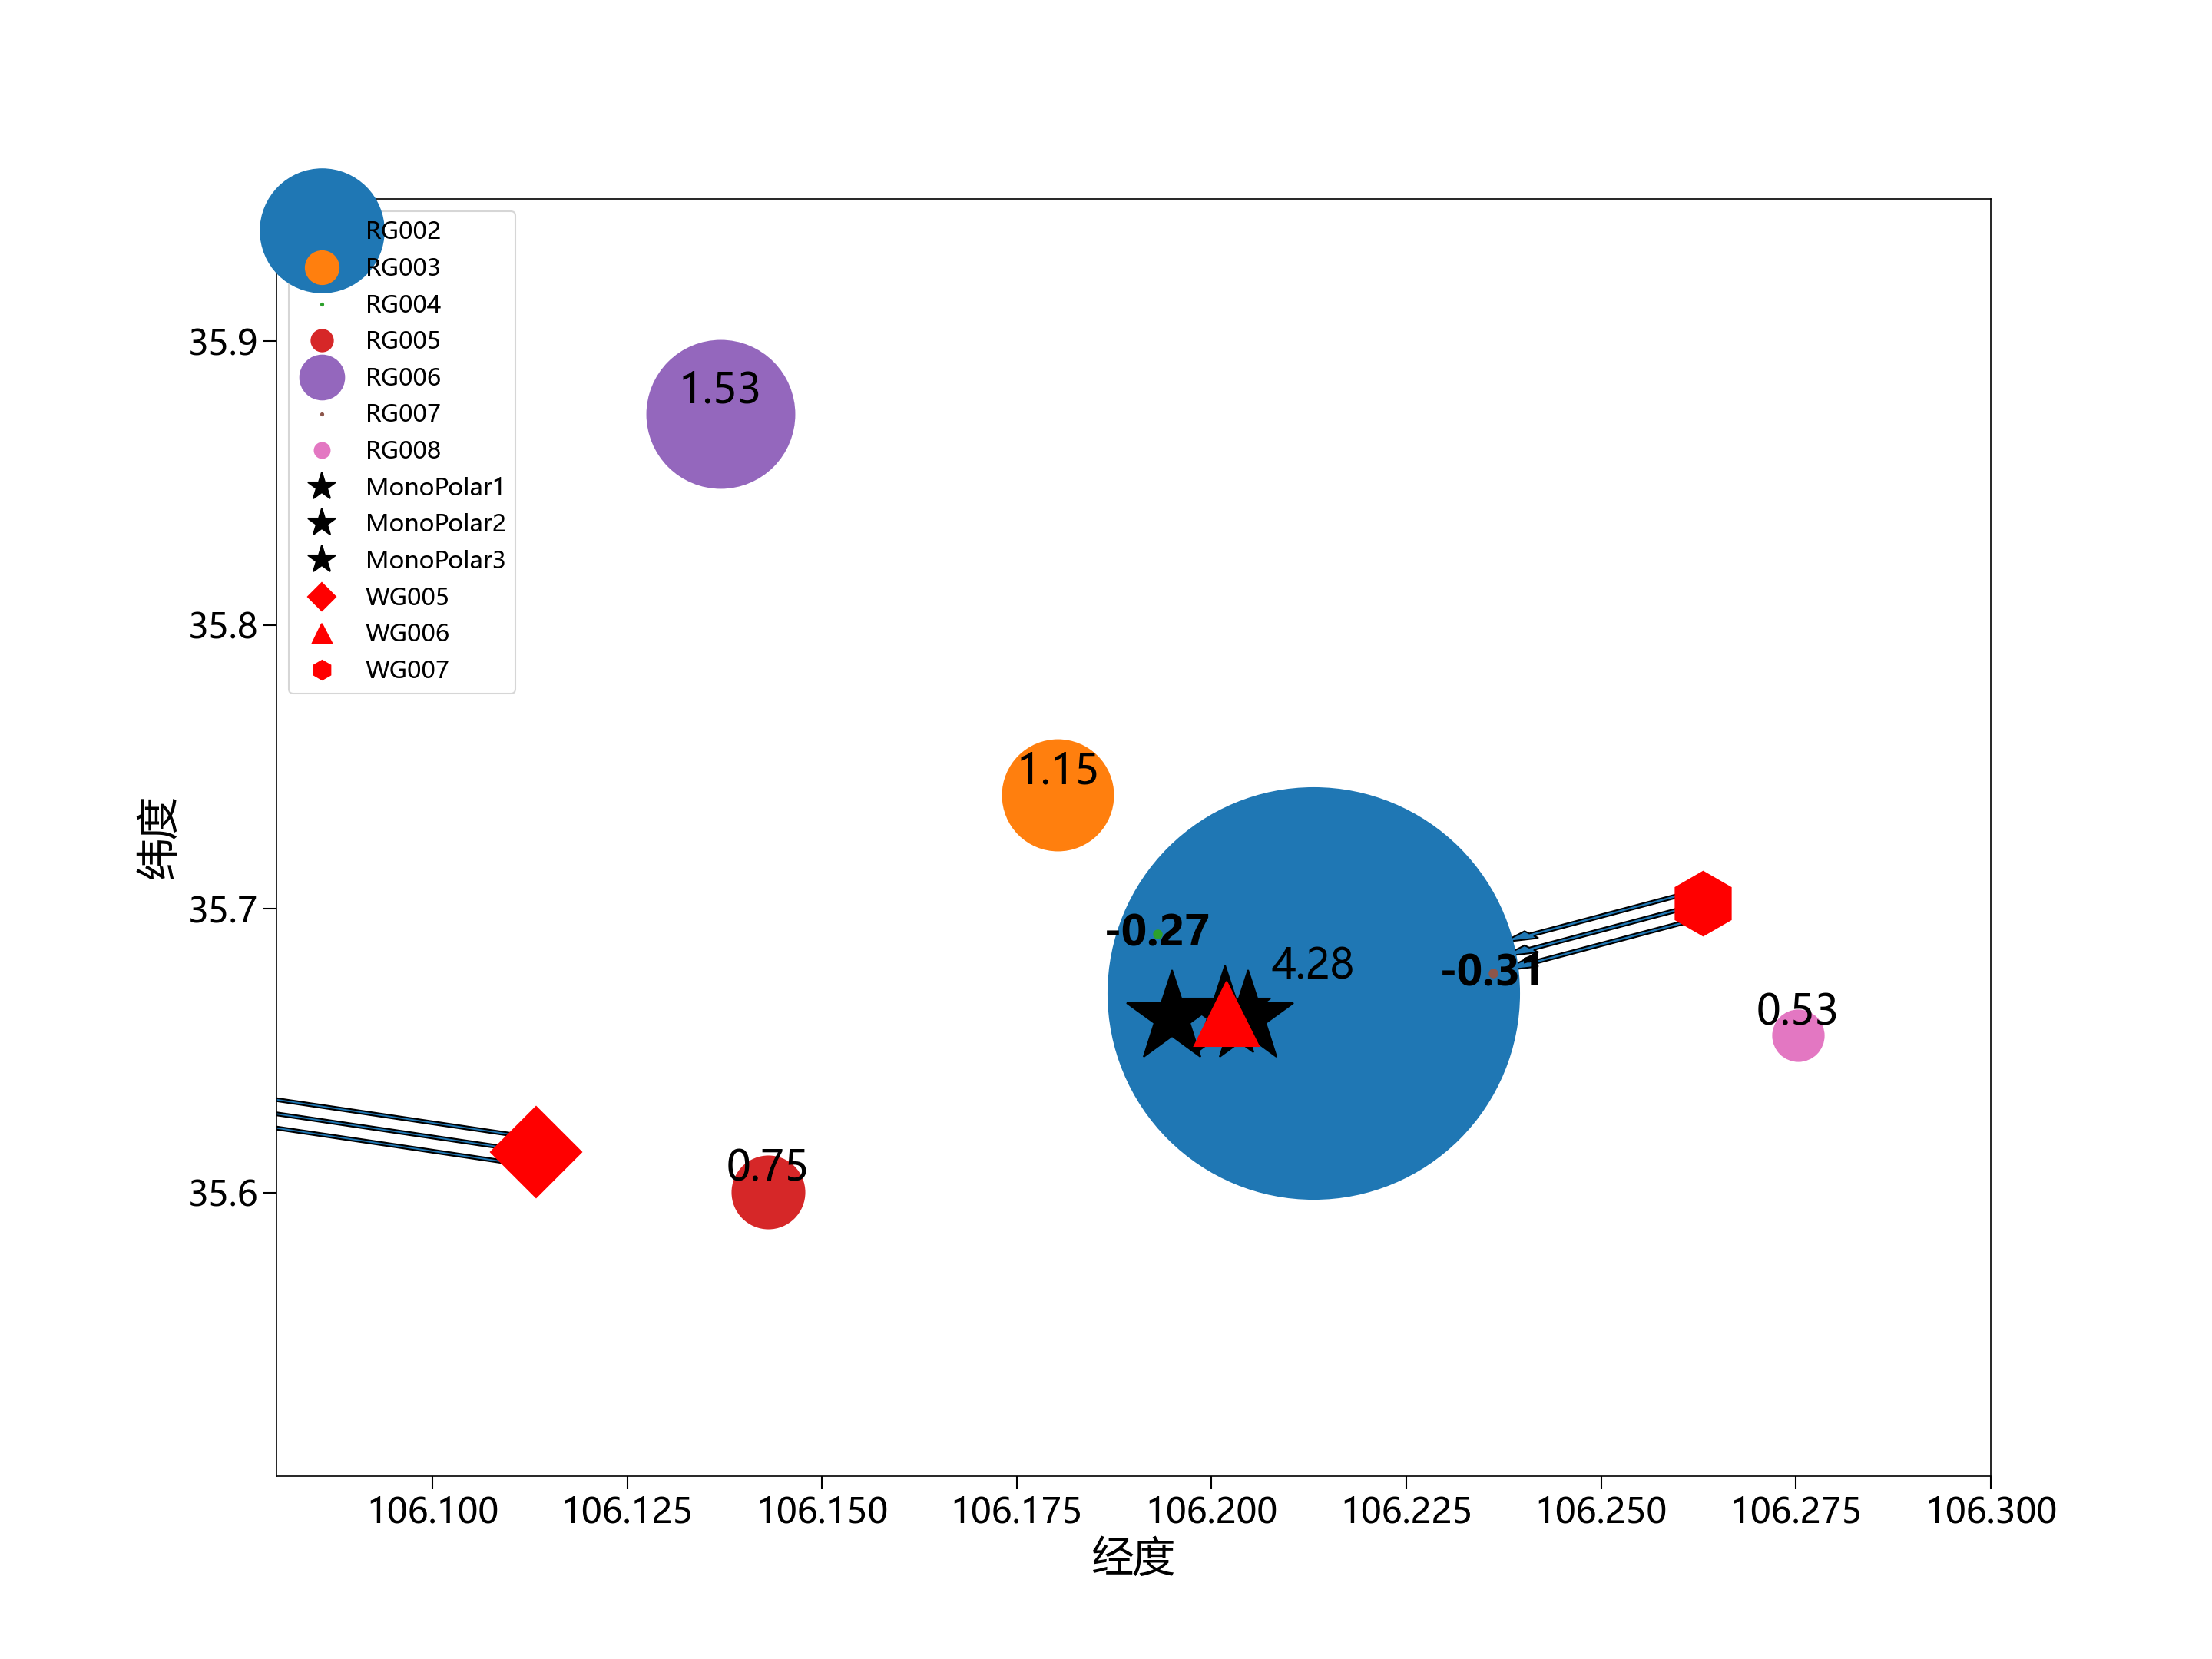 RG002
RG003
RG004
RG005
RG006
RG007
RG008
MonoPolar1
MonoPolar2
MonoPolar3
WG005
WG006
WG007
35.9
35.8
35.7
35.6
纬度
1.53
1.15
-0.27
4.28
-0.31
0.53
0.75
106.100
106.125
106.150
106.175
106.200
106.225
106.250
106.275
106.300
经度